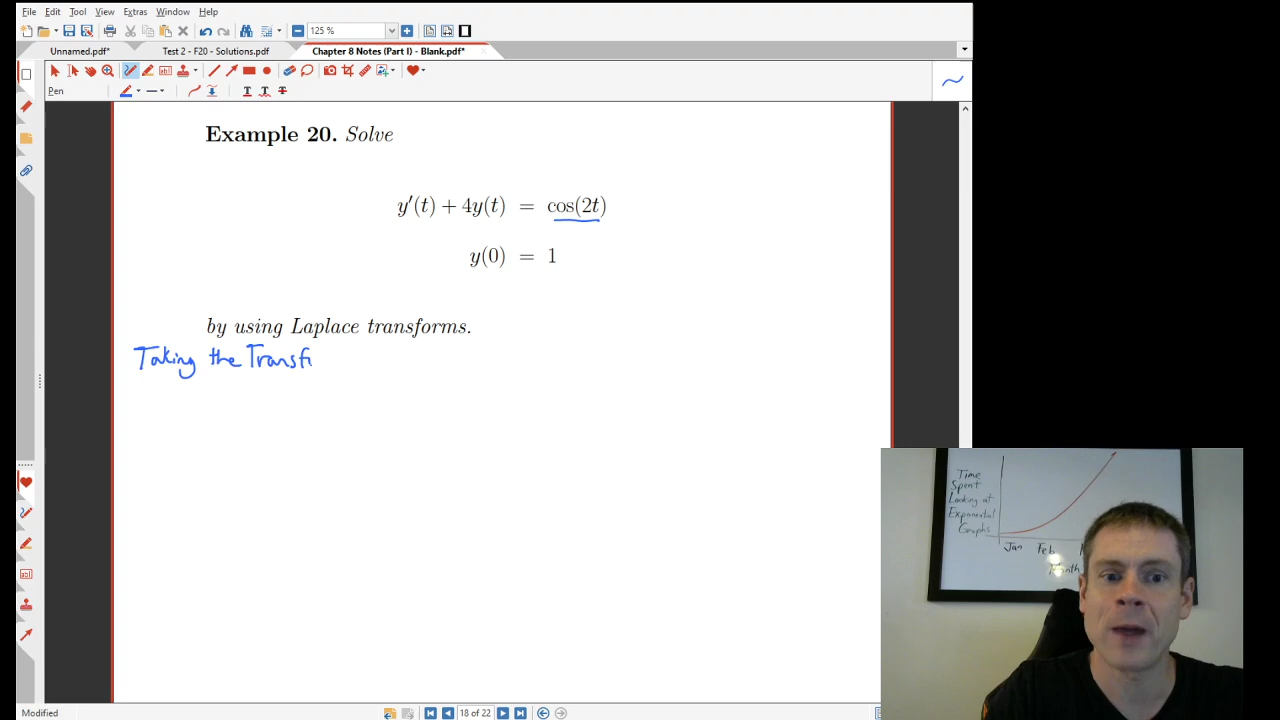 File Edit Tool View Extras Window Help
125 %
Unnamed.pdf* Test 2 - F20 - Solutions.pdf Chapter 8 Notes (Part I) - Blank.pdf*
Pen
Example 20. Solve
y′(t) + 4y(t) = cos(2t)
y(0) = 1
by using Laplace transforms.
Taking the Transf
Time
Spent
Looking at
Exponential
Graphs
Jan Feb
Month
Modified
18 of 22